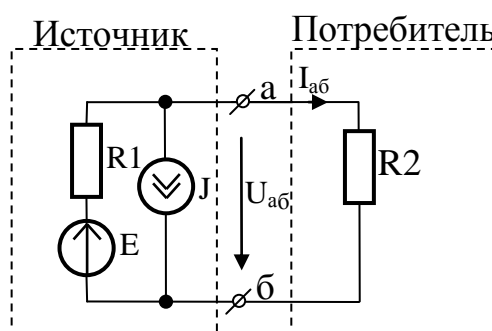 Источник Потребитель
а Iаб
R1 J Uаб R2
E
б